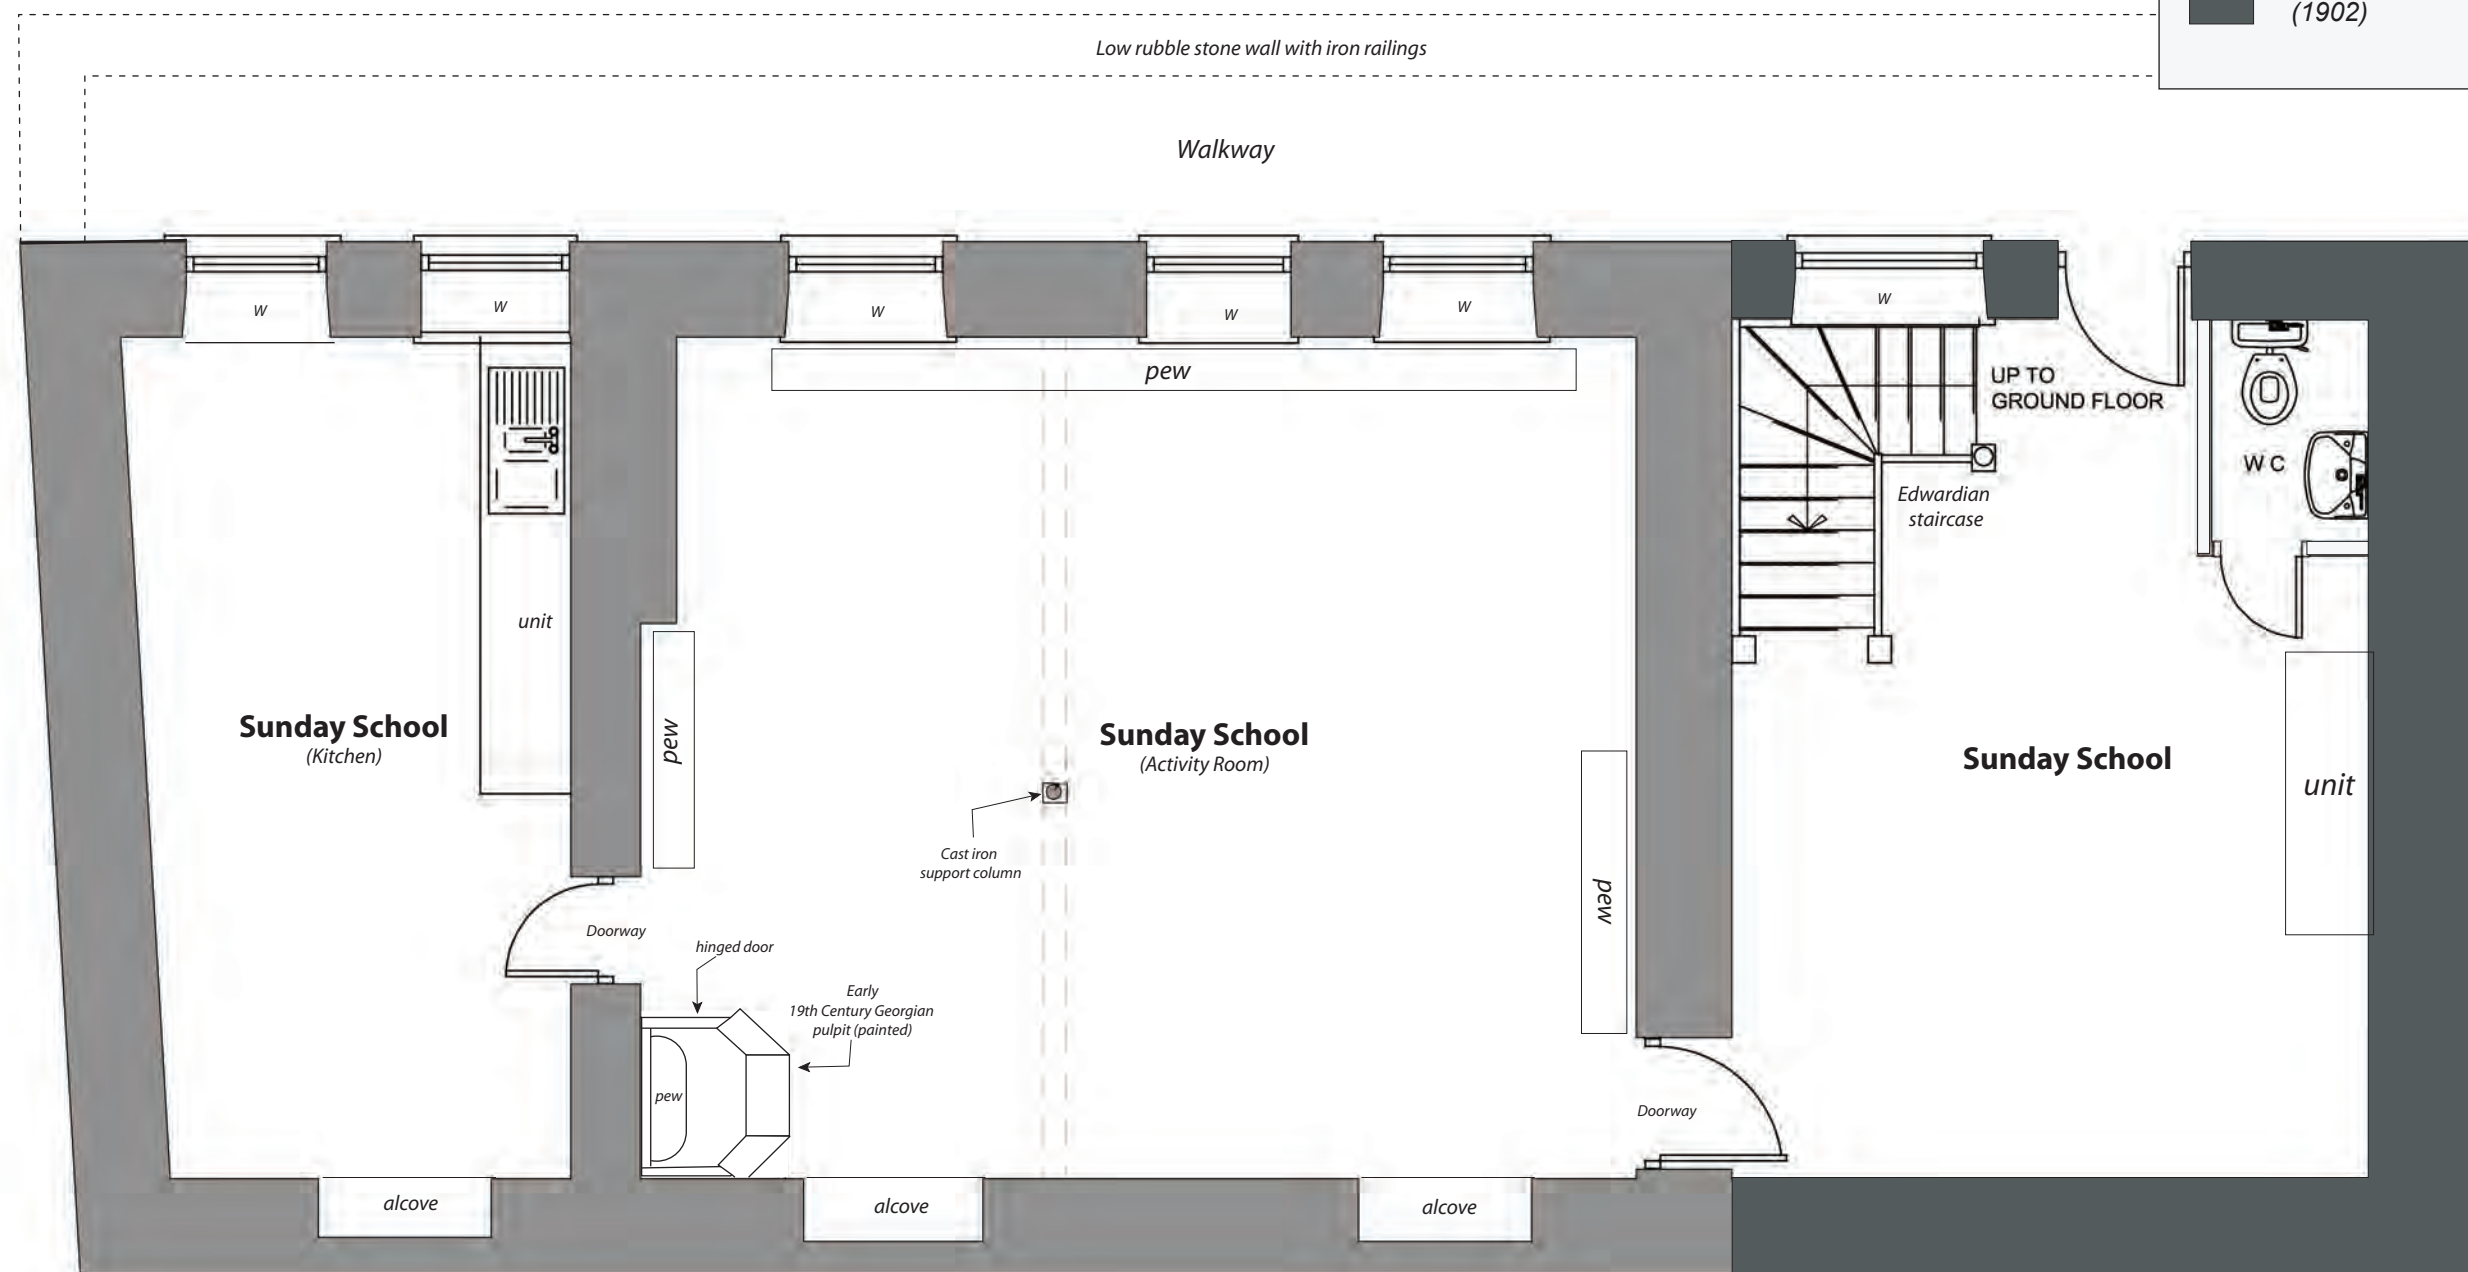 (1902)
Low rubble stone wall with iron railings
Walkway
W
W
W
W
W
W
pew
UP TO
GROUND FLOOR
W C
Edwardian
staircase
unit
pew
Sunday School
(Kitchen)
Sunday School
(Activity Room)
Sunday School
unit
Cast iron
support column
pew
Doorway
hinged door
Early
19th Century Georgian
pulpit (painted)
pew
Doorway
alcove
alcove
alcove